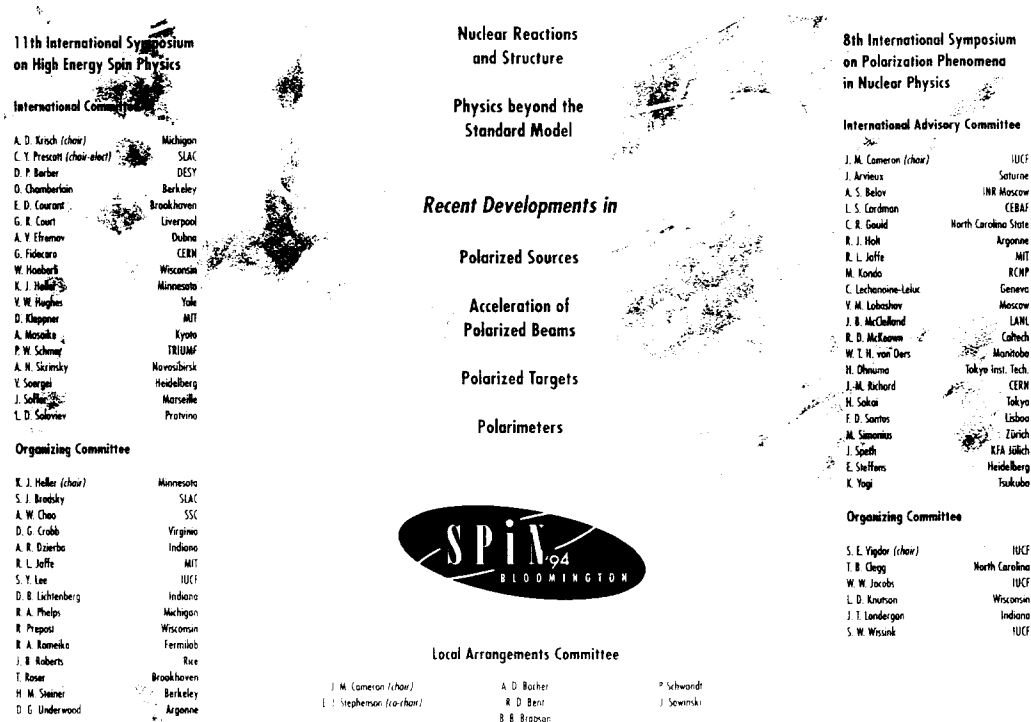 11th International Symposium
on High Energy Spin Physics
International Committee
A. D. Krisch (chair) Michigan
C. Y. Prescott (chair-elect) SLAC
D. P. Barber DESY
O. Chamberlain Berkeley
E. D. Courant Brookhaven
G. R. Court Liverpool
A. V. Efremov Dubna
G. Fidecaro CERN
W. Haeberli Wisconsin
K. J. Heller Minnesota
V. W. Hughes Yale
D. Kleppner MIT
A. Masaike Kyoto
P. W. Schmor TRIUMF
A. N. Skrinsky Novosibirsk
V. Soergel Heidelberg
J. Soffer Marseille
L. D. Soloviev Protvino
Organizing Committee
K. J. Heller (chair) Minnesota
S. J. Brodsky SLAC
A. W. Chao SSC
D. G. Crabb Virginia
A. R. Dzierba Indiana
R. L. Jaffe MIT
S. Y. Lee IUCF
D. B. Lichtenberg Indiana
R. A. Phelps Michigan
R. Prepost Wisconsin
R. A. Rameika Fermilab
J. B. Roberts Rice
T. Roser Brookhaven
H. M. Steiner Berkeley
D. G. Underwood Argonne
Nuclear Reactions
and Structure
Physics beyond the
Standard Model
Recent Developments in
Polarized Sources
Acceleration of
Polarized Beams
Polarized Targets
Polarimeters
SPiN '94
BLOOMINGTON
Local Arrangements Committee
J. M. Cameron (chair) A. D. Bacher P. Schwandt
E. J. Stephenson (co-chair) R. D. Bent J. Sowinski
B. B. Brabson
8th International Symposium
on Polarization Phenomena
in Nuclear Physics
International Advisory Committee
J. M. Cameron (chair) IUCF
J. Arvieux Saturne
A. S. Belov INR Moscow
L. S. Cardman CEBAF
C. R. Gould North Carolina State
R. J. Holt Argonne
R. L. Jaffe MIT
M. Kondo RCNP
C. Lechanoine-Leluc Geneva
V. M. Lobashov Moscow
J. B. McClelland LANL
R. D. McKeown Caltech
W. T. H. van Oers Manitoba
H. Ohnuma Tokyo Inst. Tech.
J.-M. Richard CERN
H. Sakai Tokyo
F. D. Santos Lisboa
M. Simonius Zürich
J. Speth KFA Jülich
E. Steffens Heidelberg
K. Yagi Tsukuba
Organizing Committee
S. E. Vigdor (chair) IUCF
T. B. Clegg North Carolina
W. W. Jacobs IUCF
L. D. Knutson Wisconsin
J. T. Londergan Indiana
S. W. Wissink IUCF